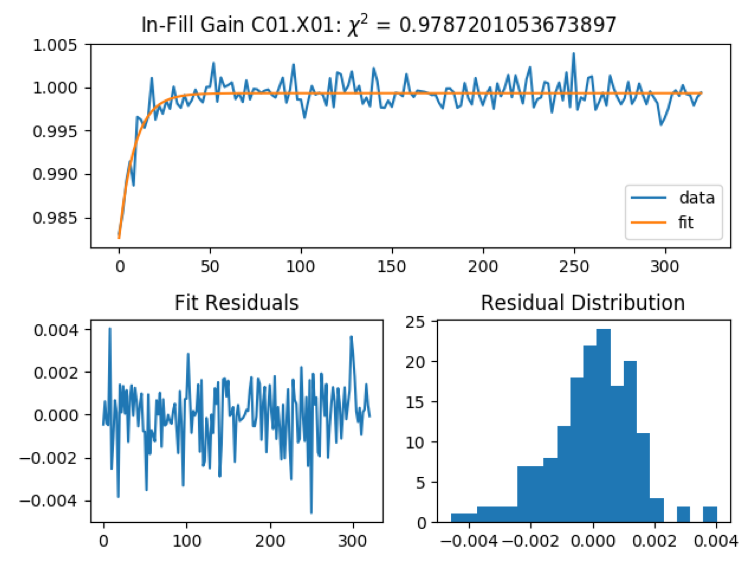 In-Fill Gain C01.X01: χ² = 0.9787201053673897
1.005
1.000
0.995
0.990
0.985
data
fit
0 50 100 150 200 250 300
Fit Residuals
0.004
0.002
0.000
−0.002
−0.004
0 100 200 300
Residual Distribution
25
20
15
10
5
0
−0.004 −0.002 0.000 0.002 0.004